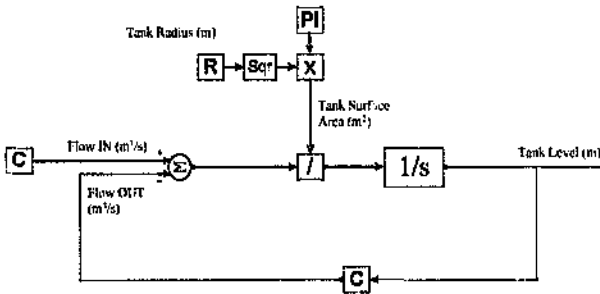 PI
Tank Radius (m)
R
Sqr
X
Tank Surface
Area (m²)
Flow IN (m³/s)
Tank Level (m)
C
+
Σ
/
1/s
-
Flow OUT
(m³/s)
C